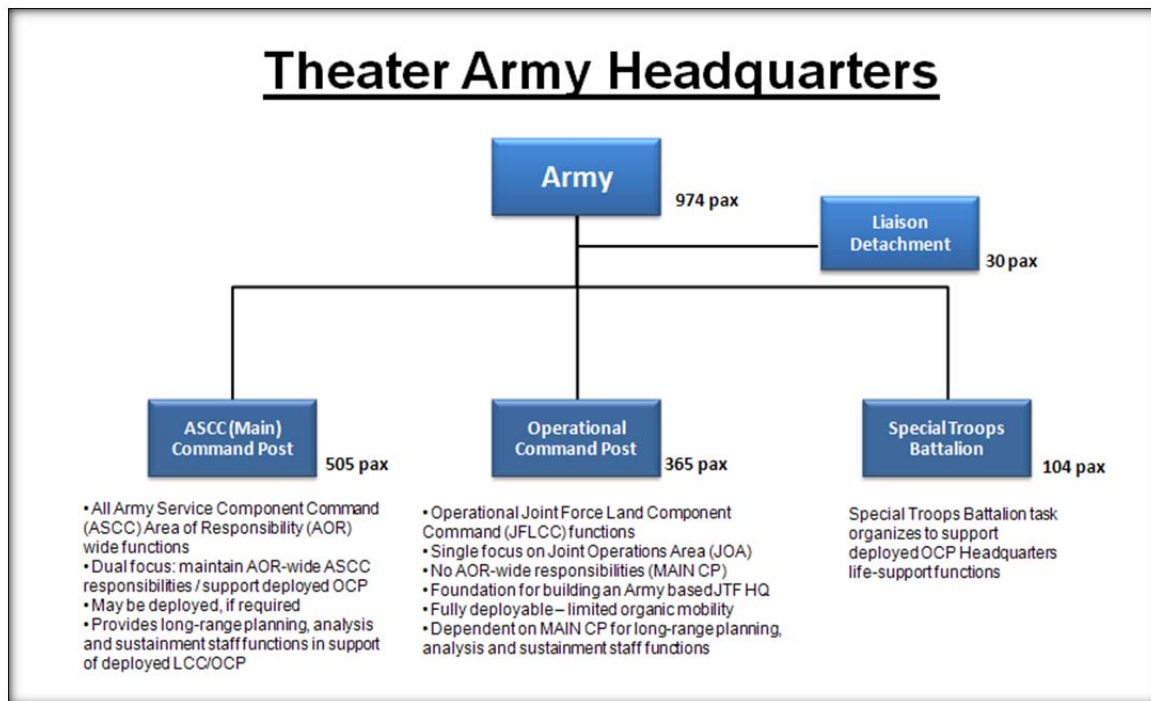 Theater Army Headquarters
Army
974 pax
Liaison
Detachment
30 pax
ASCC (Main)
Command Post
505 pax
• All Army Service Component Command
(ASCC) Area of Responsibility (AOR)
wide functions
• Dual focus: maintain AOR-wide ASCC
responsibilities / support deployed OCP
• May be deployed, if required
• Provides long-range planning, analysis
and sustainment staff functions in support
of deployed LCC/OCP
Operational
Command Post
365 pax
• Operational Joint Force Land Component
Command (JFLCC) functions
• Single focus on Joint Operations Area (JOA)
• No AOR-wide responsibilities (MAIN CP)
• Foundation for building an Army based JTF HQ
• Fully deployable – limited organic mobility
• Dependent on MAIN CP for long-range planning,
analysis and sustainment staff functions
Special Troops
Battalion
104 pax
Special Troops Battalion task
organizes to support
deployed OCP Headquarters
life-support functions